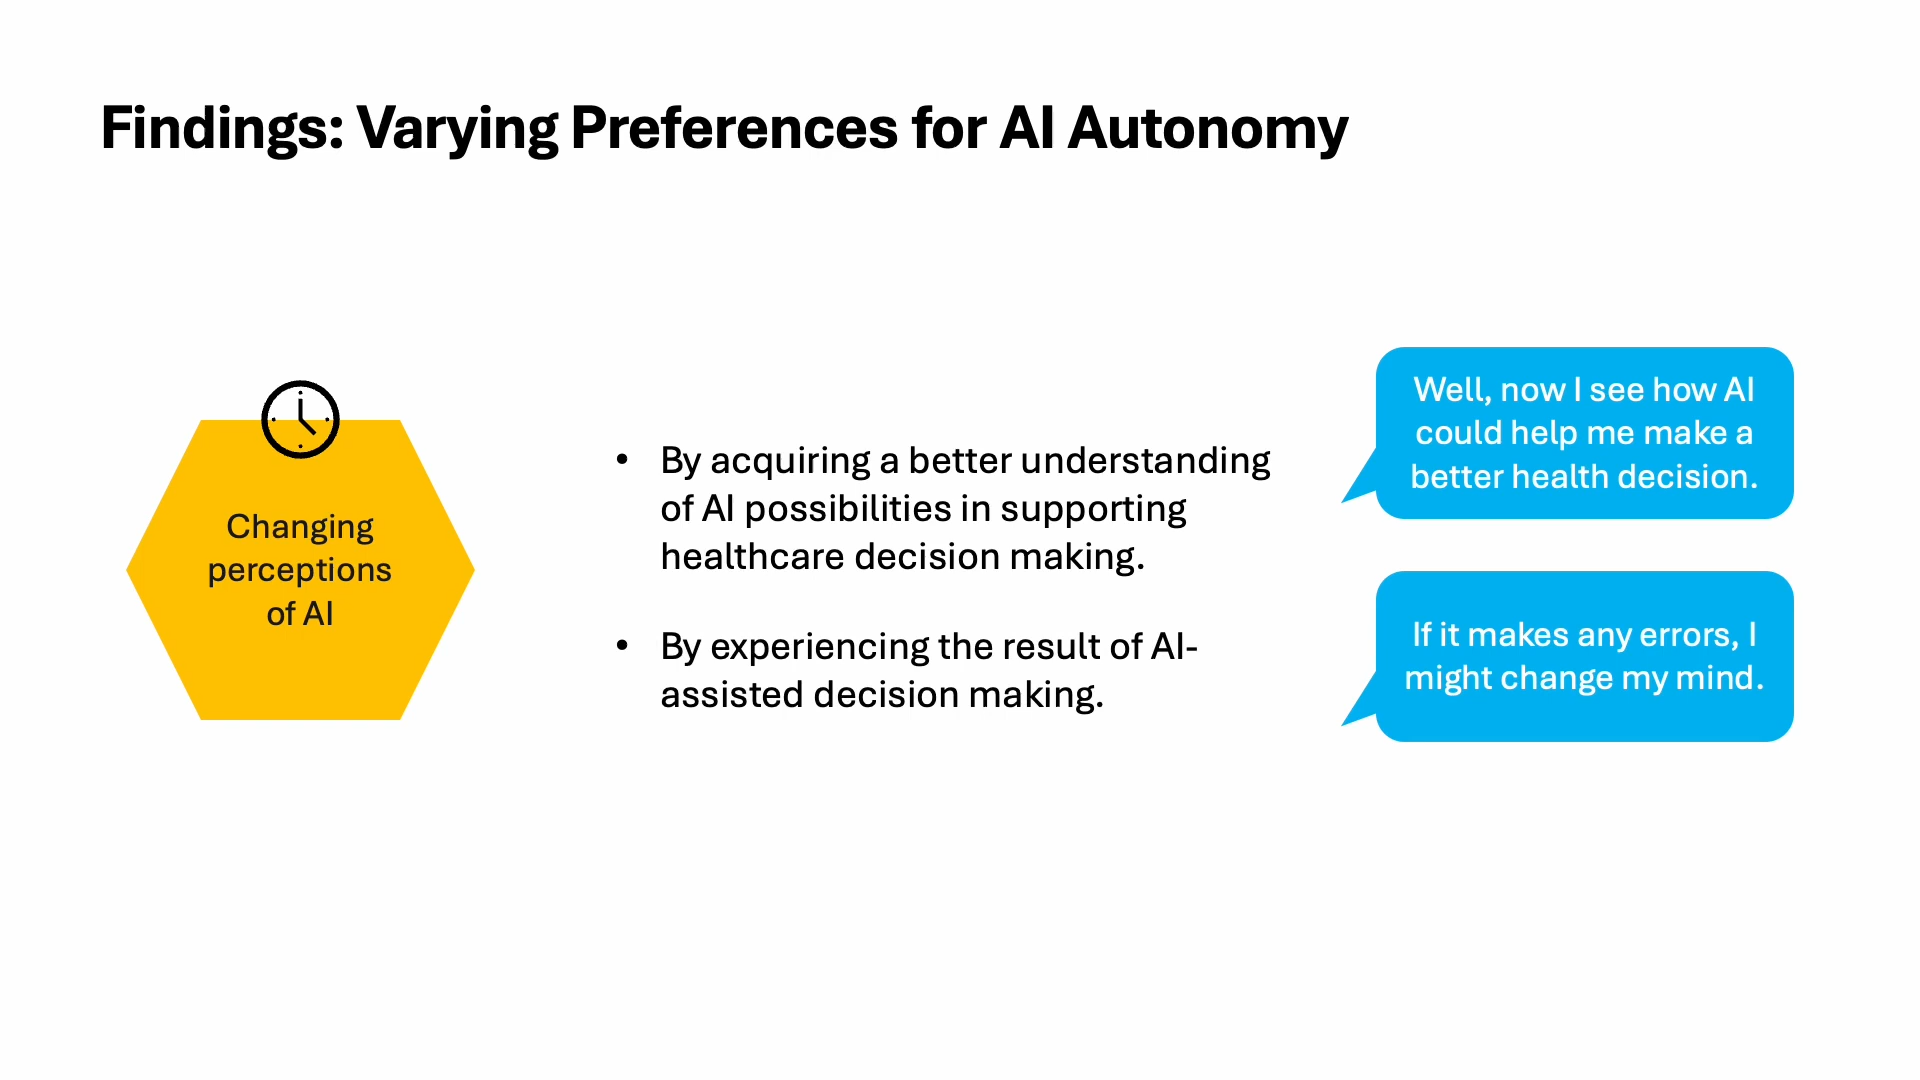 Findings: Varying Preferences for AI Autonomy
Changing
perceptions
of AI
• By acquiring a better understanding
of AI possibilities in supporting
healthcare decision making.
• By experiencing the result of AI-
assisted decision making.
Well, now I see how AI
could help me make a
better health decision.
If it makes any errors, I
might change my mind.